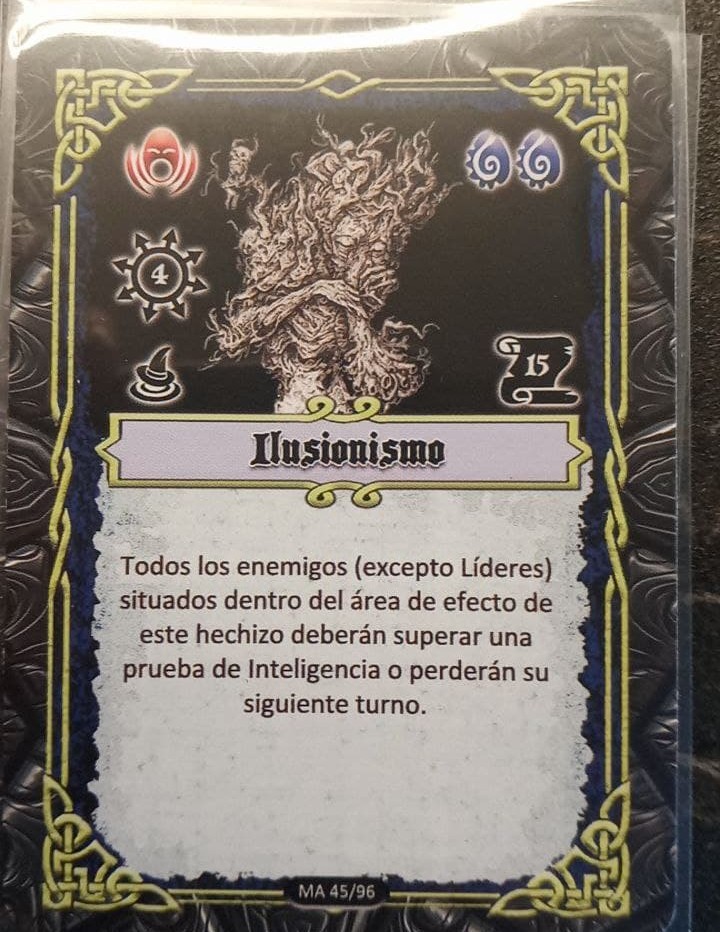 4
15
Ilusionismo
Todos los enemigos (excepto Líderes)
situados dentro del área de efecto de
este hechizo deberán superar una
prueba de Inteligencia o perderán su
siguiente turno.
MA 45/96